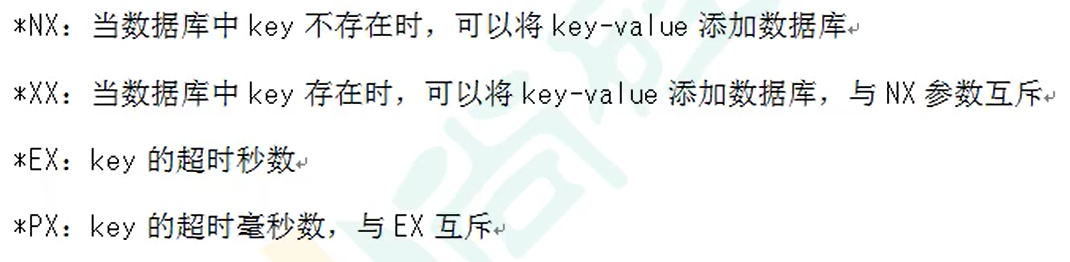 *NX：当数据库中 key 不存在时，可以将 key-value 添加数据库
*XX：当数据库中 key 存在时，可以将 key-value 添加数据库，与 NX 参数互斥
*EX：key 的超时秒数
*PX：key 的超时毫秒数，与 EX 互斥